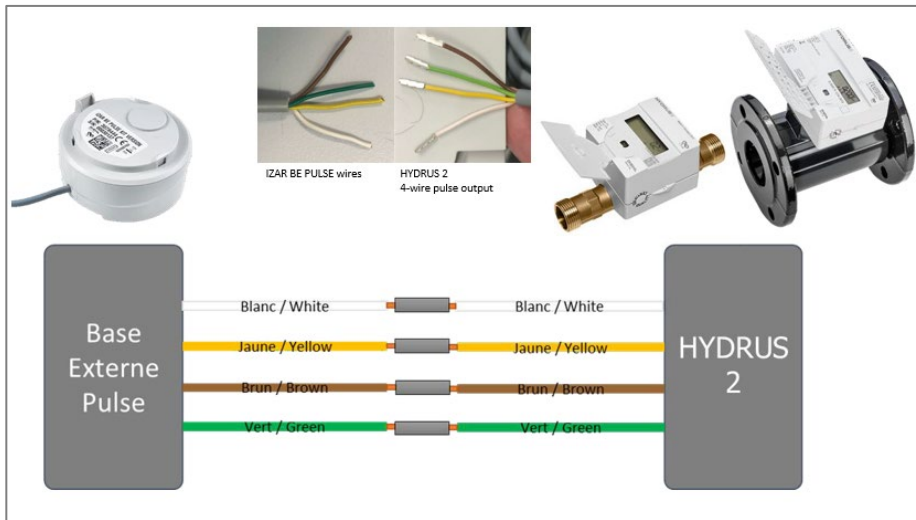 IZAR BE PULSE wires
HYDRUS 2
4-wire pulse output
Base
Externe
Pulse
Blanc / White
Blanc / White
Jaune / Yellow
Jaune / Yellow
Brun / Brown
Brun / Brown
Vert / Green
Vert / Green
HYDRUS
2